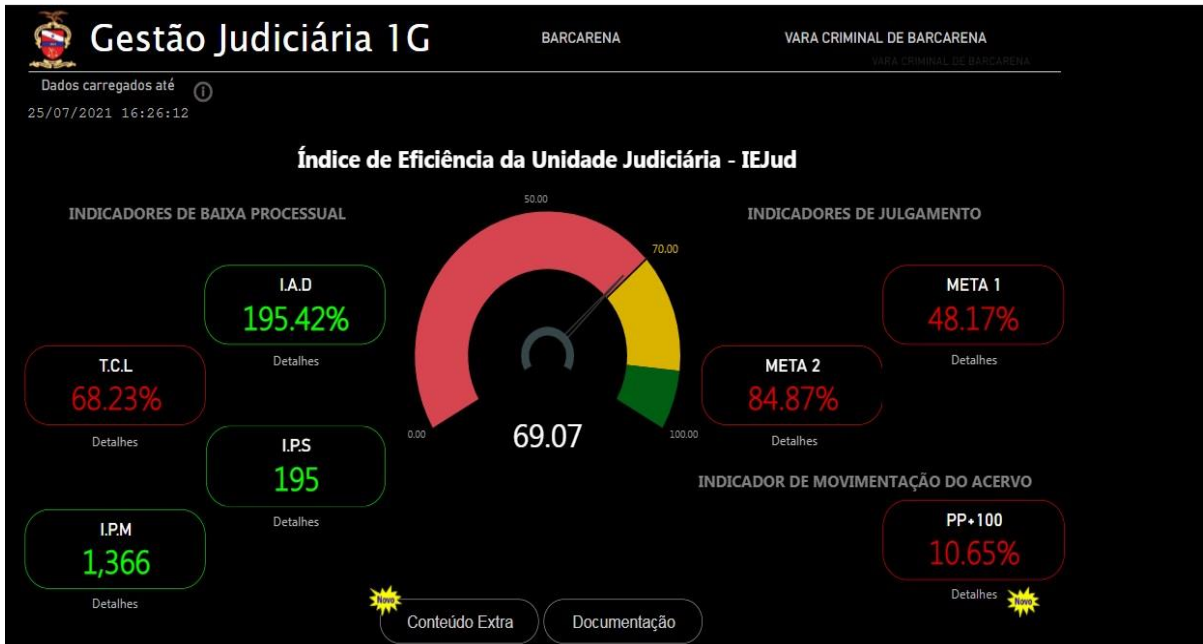 Gestão Judiciária 1G
BARCARENA
VARA CRIMINAL DE BARCARENA
VARA CRIMINAL DE BARCARENA
Dados carregados até
25/07/2021 16:26:12
Índice de Eficiência da Unidade Judiciária - IEJud
INDICADORES DE BAIXA PROCESSUAL
I.A.D
195.42%
Detalhes
T.C.L
68.23%
Detalhes
I.P.S
195
Detalhes
I.P.M
1,366
Detalhes
50.00
70.00
0.00
69.07
100.00
INDICADORES DE JULGAMENTO
META 1
48.17%
Detalhes
META 2
84.87%
Detalhes
INDICADOR DE MOVIMENTAÇÃO DO ACERVO
PP+100
10.65%
Detalhes
Novo
Novo
Conteúdo Extra
Documentação